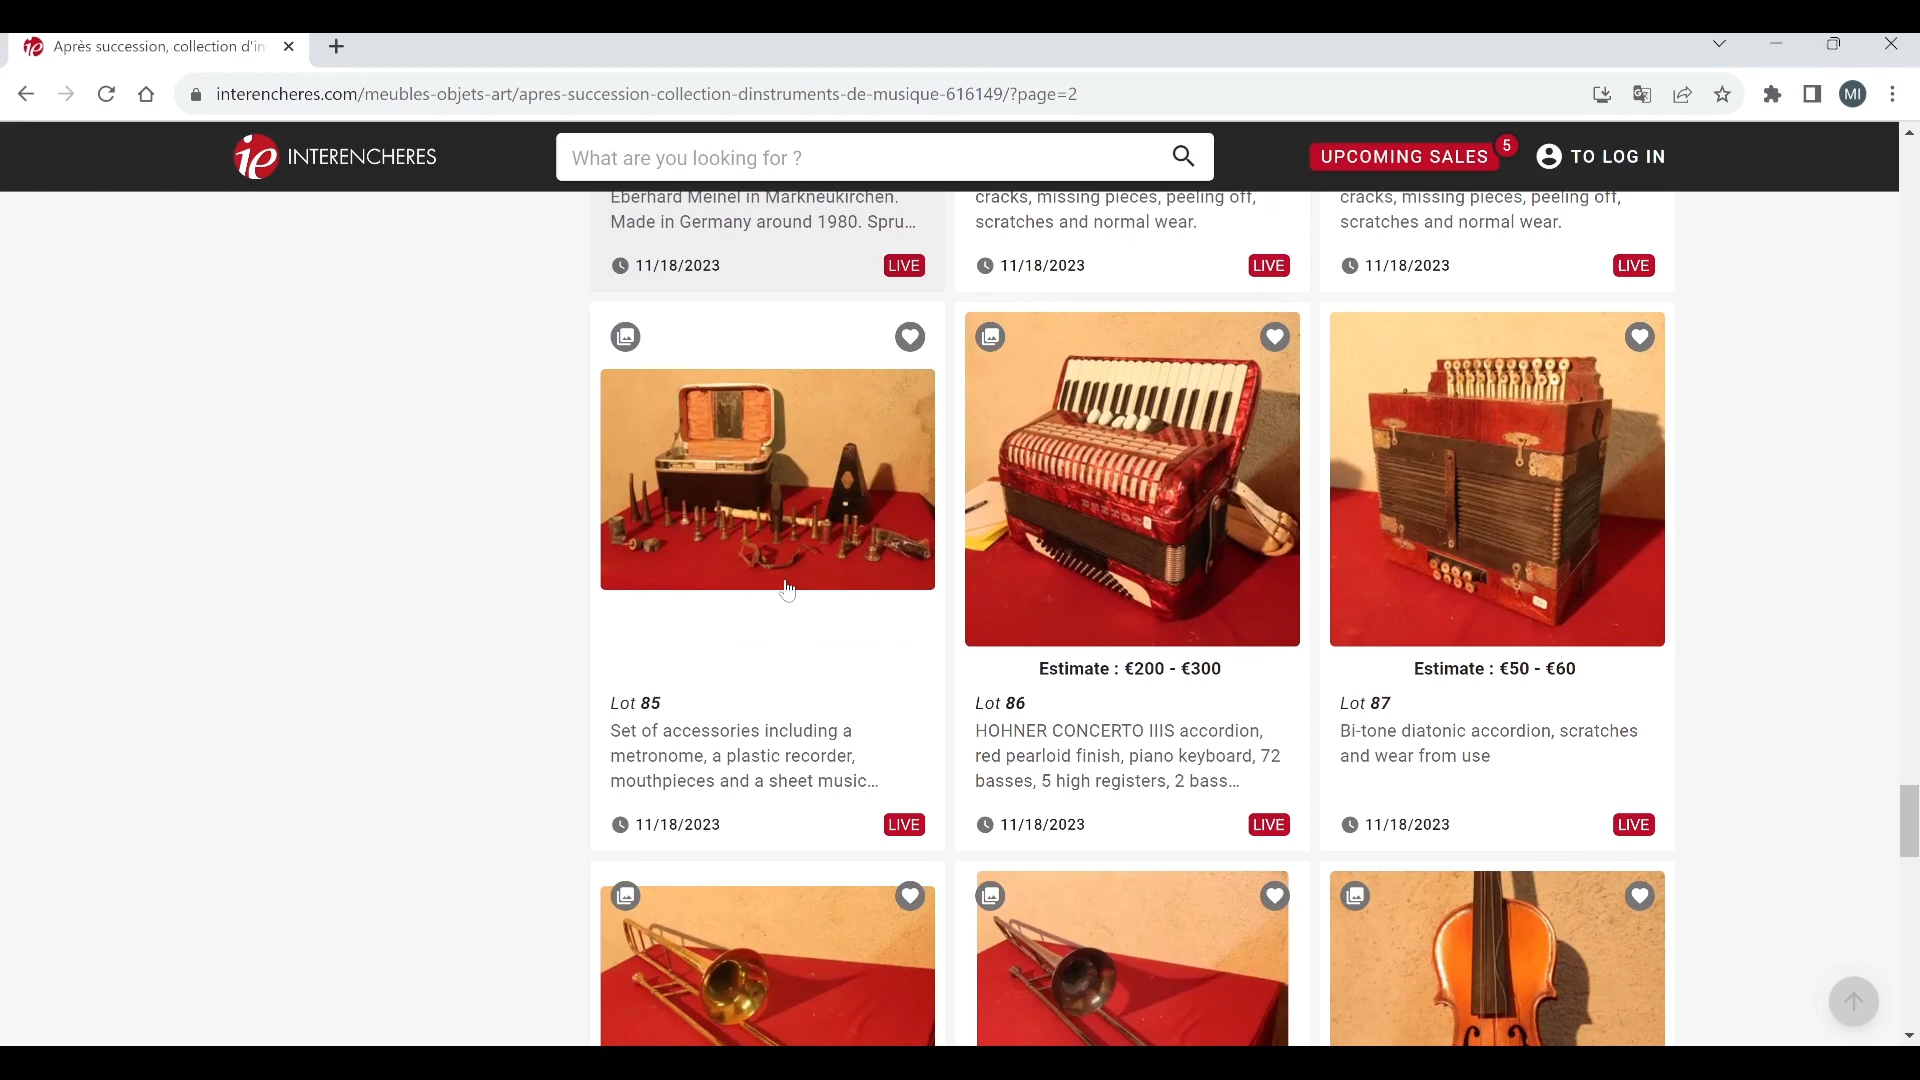 Après succession, collection d'in
interencheres.com/meubles-objets-art/apres-succession-collection-dinstruments-de-musique-616149/?page=2
MI
ie INTERENCHERES
What are you looking for ?
UPCOMING SALES 5
TO LOG IN
Eberhard Meinel in Markneukirchen.
Made in Germany around 1980. Spru...
11/18/2023 LIVE
cracks, missing pieces, peeling off,
scratches and normal wear.
11/18/2023 LIVE
cracks, missing pieces, peeling off,
scratches and normal wear.
11/18/2023 LIVE
Lot 85
Set of accessories including a
metronome, a plastic recorder,
mouthpieces and a sheet music...
11/18/2023 LIVE
HOHNER
Estimate : €200 - €300
Lot 86
HOHNER CONCERTO IIIS accordion,
red pearloid finish, piano keyboard, 72
basses, 5 high registers, 2 bass...
11/18/2023 LIVE
Estimate : €50 - €60
Lot 87
Bi-tone diatonic accordion, scratches
and wear from use
11/18/2023 LIVE